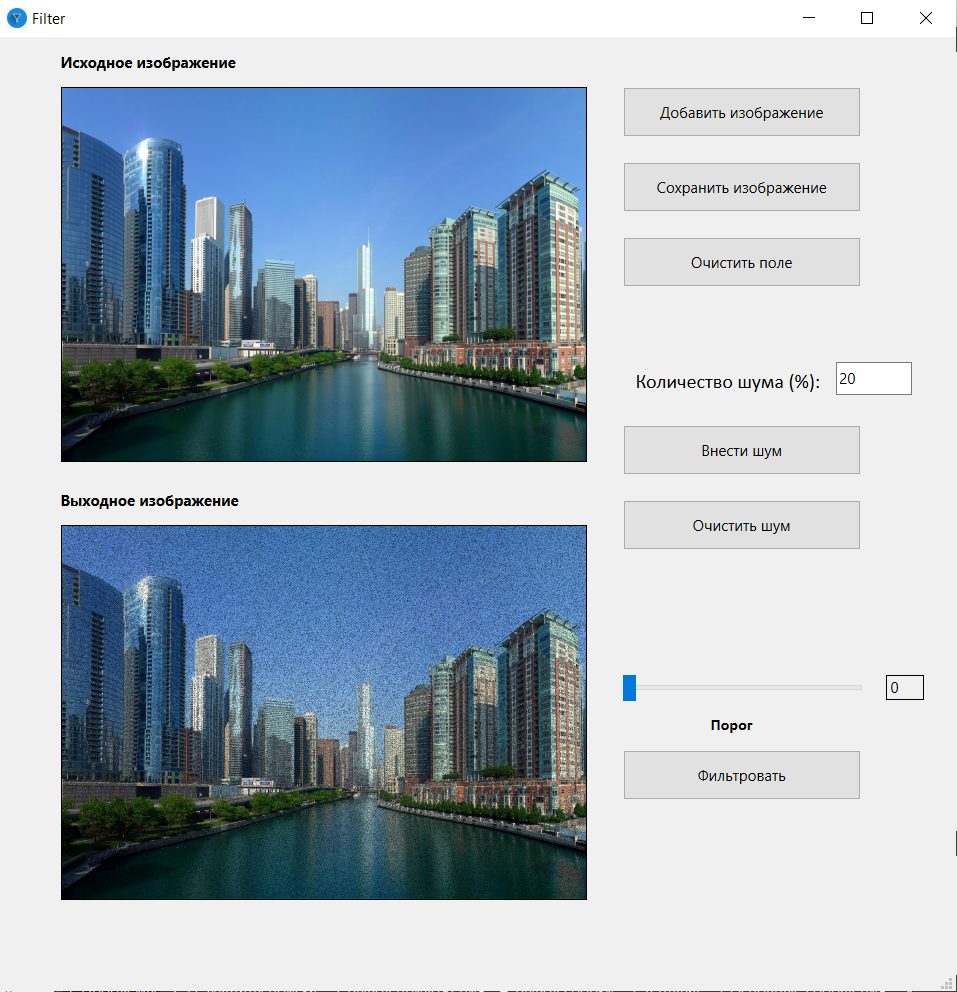 Filter
Исходное изображение
Добавить изображение
Сохранить изображение
Очистить поле
Количество шума (%): 20
Внести шум
Выходное изображение
Очистить шум
0
Порог
Фильтровать